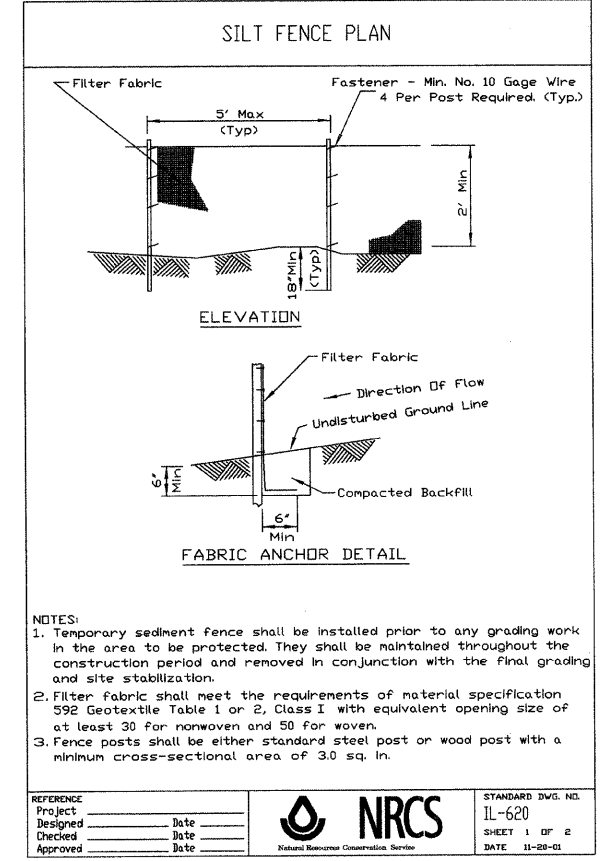 SILT FENCE PLAN
Filter Fabric
Fastener - Min. No. 10 Gage Wire
4 Per Post Required. (Typ.)
5' Max
(Typ)
2' Min
18" Min
(Typ)
ELEVATION
Filter Fabric
Direction Of Flow
Undisturbed Ground Line
6"
Min
Compacted Backfill
6"
Min
FABRIC ANCHOR DETAIL
NOTES:
1. Temporary sediment fence shall be installed prior to any grading work
in the area to be protected. They shall be maintained throughout the
construction period and removed in conjunction with the final grading
and site stabilization.
2. Filter fabric shall meet the requirements of material specification
592 Geotextile Table 1 or 2, Class I with equivalent opening size of
at least 30 for nonwoven and 50 for woven.
3. Fence posts shall be either standard steel post or wood post with a
minimum cross-sectional area of 3.0 sq. in.
REFERENCE
Project
Designed Date
Checked Date
Approved Date
NRCS
Natural Resources Conservation Service
STANDARD DWG. NO.
IL-620
SHEET 1 OF 2
DATE 11-20-01